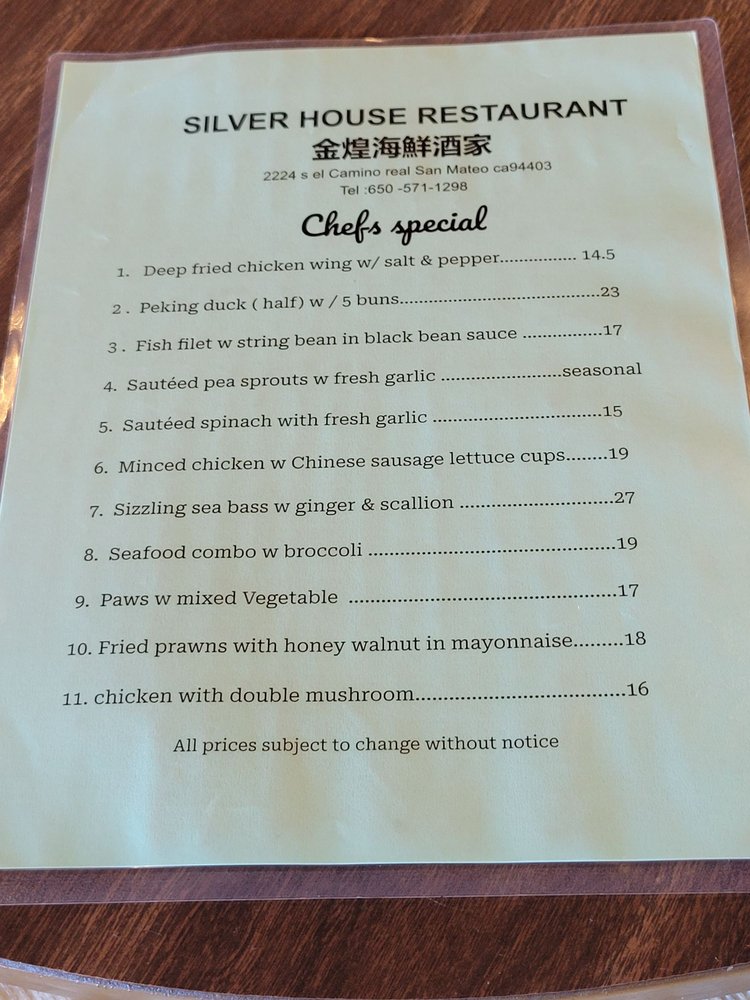 SILVER HOUSE RESTAURANT
金煌海鮮酒家
2224 s el Camino real San Mateo ca94403
Tel :650 -571-1298
Chefs special
1. Deep fried chicken wing w/ salt & pepper................ 14.5
2 . Peking duck ( half) w / 5 buns..........................................23
3 . Fish filet w string bean in black bean sauce .................17
4. Sautéed pea sprouts w fresh garlic .........................seasonal
5. Sautéed spinach with fresh garlic ...................................15
6. Minced chicken w Chinese sausage lettuce cups........19
7. Sizzling sea bass w ginger & scallion ...............................27
8. Seafood combo w broccoli .................................................19
9. Paws w mixed Vegetable .....................................................17
10. Fried prawns with honey walnut in mayonnaise.........18
11. chicken with double mushroom.....................................16
All prices subject to change without notice